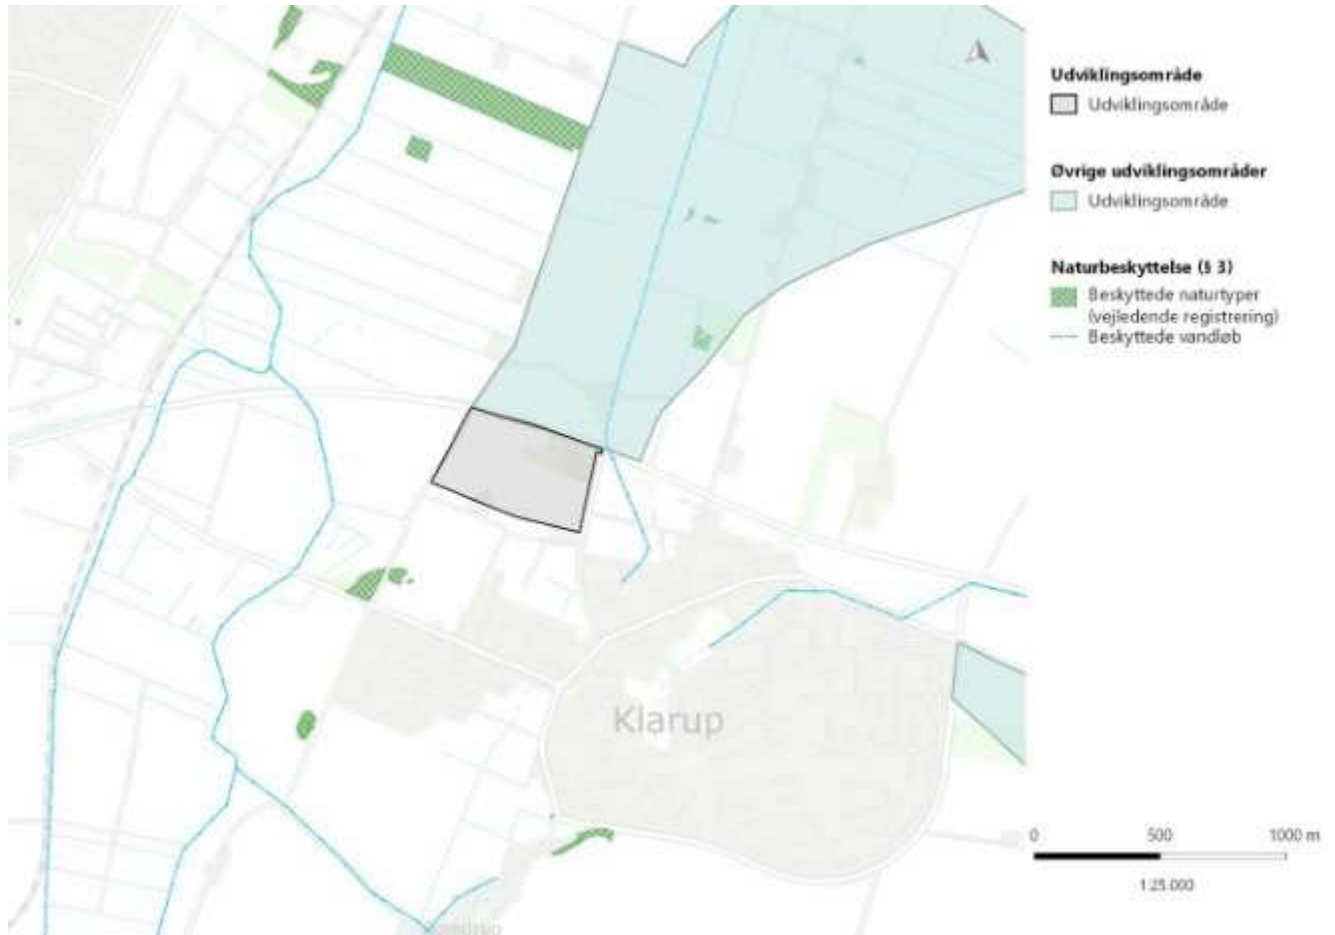 Udviklingsområde
Udviklingsområde
Øvrige udviklingsområder
Udviklingsområde
Naturbeskyttelse (§ 3)
Beskyttede naturtyper
(vejledende registrering)
Beskyttede vandløb
Klarup
0 500 1000 m
1:25.000